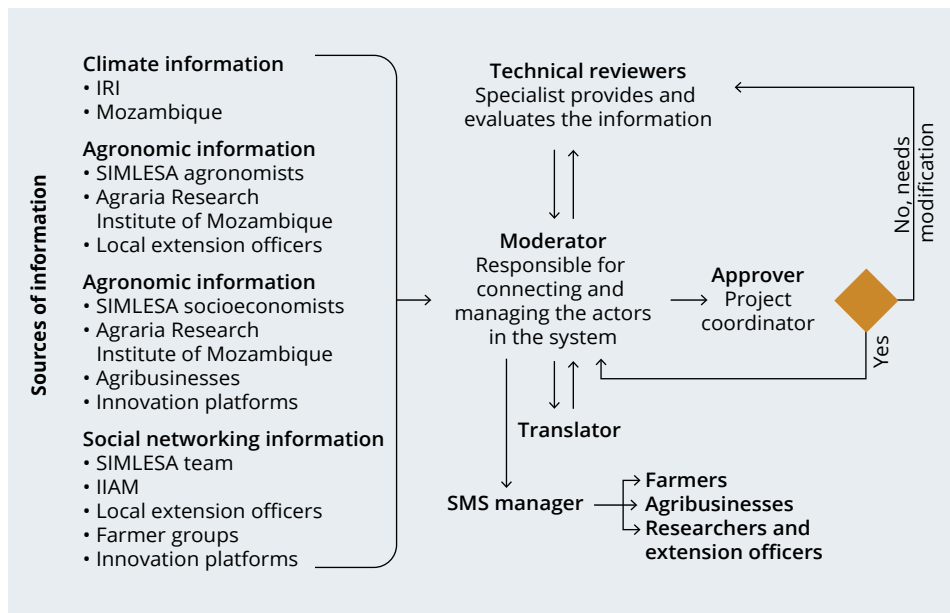 Sources of information
Climate information
• IRI
• Mozambique
Agronomic information
• SIMLESA agronomists
• Agraria Research
Institute of Mozambique
• Local extension officers
Agronomic information
• SIMLESA socioeconomists
• Agraria Research
Institute of Mozambique
• Agribusinesses
• Innovation platforms
Social networking information
• SIMLESA team
• IIAM
• Local extension officers
• Farmer groups
• Innovation platforms
Technical reviewers
Specialist provides and
evaluates the information
Moderator
Responsible for
connecting and
managing the actors
in the system
Approver
Project
coordinator
No, needs
modification
Yes
Translator
SMS manager
Farmers
Agribusinesses
Researchers and
extension officers